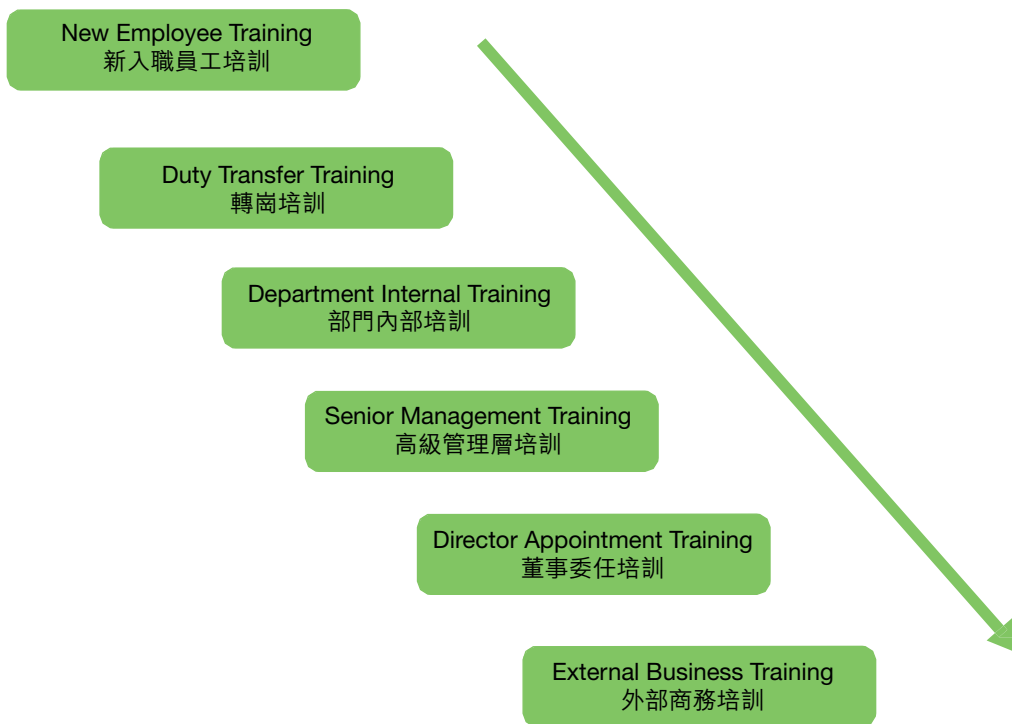 New Employee Training
新入職員工培訓
Duty Transfer Training
轉崗培訓
Department Internal Training
部門內部培訓
Senior Management Training
高級管理層培訓
Director Appointment Training
董事委任培訓
External Business Training
外部商務培訓